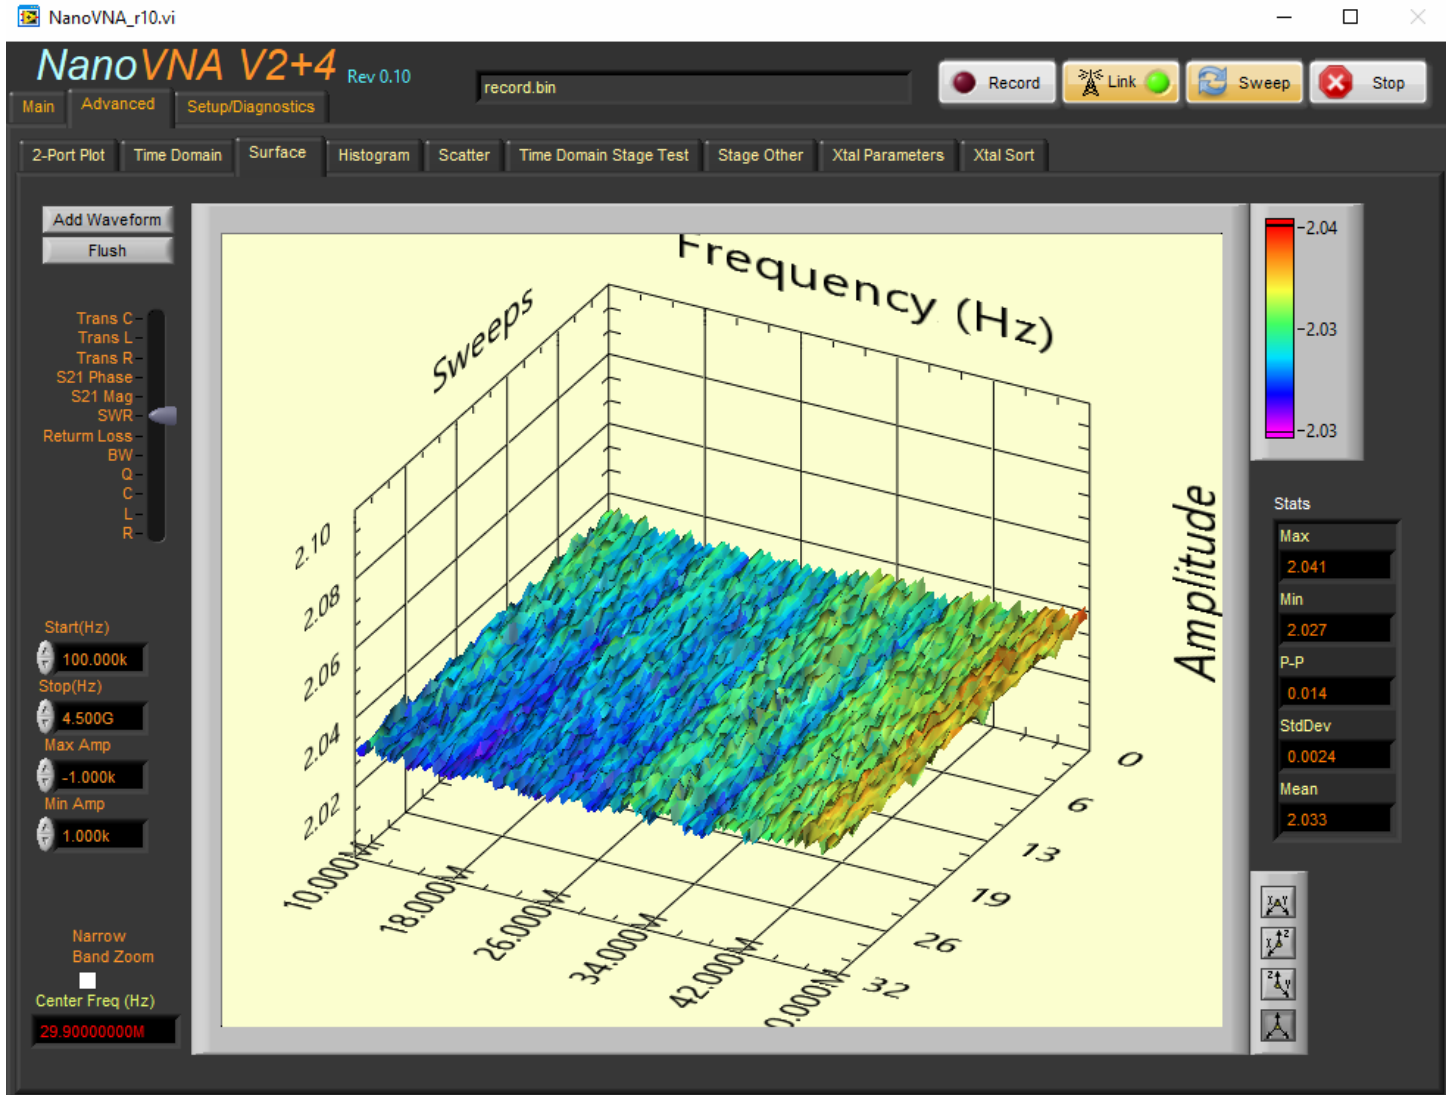 NanoVNA_r10.vi
NanoVNA V2+4 Rev 0.10
record.bin
Record
Link
Sweep
Stop
Main
Advanced
Setup/Diagnostics
2-Port Plot
Time Domain
Surface
Histogram
Scatter
Time Domain Stage Test
Stage Other
Xtal Parameters
Xtal Sort
Add Waveform
Flush
Trans C
Trans L
Trans R
S21 Phase
S21 Mag
SWR
Returm Loss
BW
Q
C
L
R
Start(Hz)
100.000k
Stop(Hz)
4.500G
Max Amp
-1.000k
Min Amp
1.000k
Narrow
Band Zoom
Center Freq (Hz)
29.90000000M
Frequency (Hz)
Sweeps
Amplitude
2.10
2.08
2.06
2.04
2.02
10.000M
18.000M
26.000M
34.000M
42.000M
0.000M
0
6
13
19
26
32
2.04
2.03
2.03
Stats
Max
2.041
Min
2.027
P-P
0.014
StdDev
0.0024
Mean
2.033